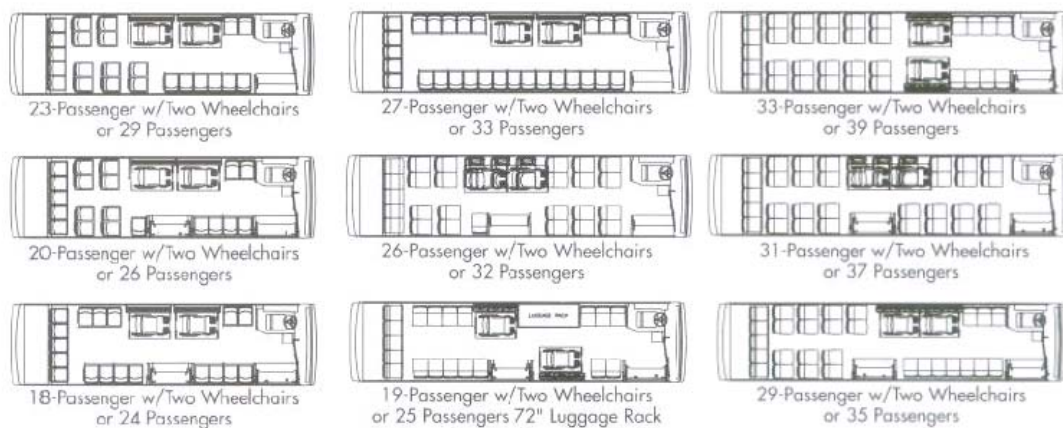 23-Passenger w/Two Wheelchairs
or 29 Passengers
27-Passenger w/Two Wheelchairs
or 33 Passengers
33-Passenger w/Two Wheelchairs
or 39 Passengers
20-Passenger w/Two Wheelchairs
or 26 Passengers
26-Passenger w/Two Wheelchairs
or 32 Passengers
31-Passenger w/Two Wheelchairs
or 37 Passengers
LUGGAGE RACK
18-Passenger w/Two Wheelchairs
or 24 Passengers
19-Passenger w/Two Wheelchairs
or 25 Passengers 72" Luggage Rack
29-Passenger w/Two Wheelchairs
or 35 Passengers